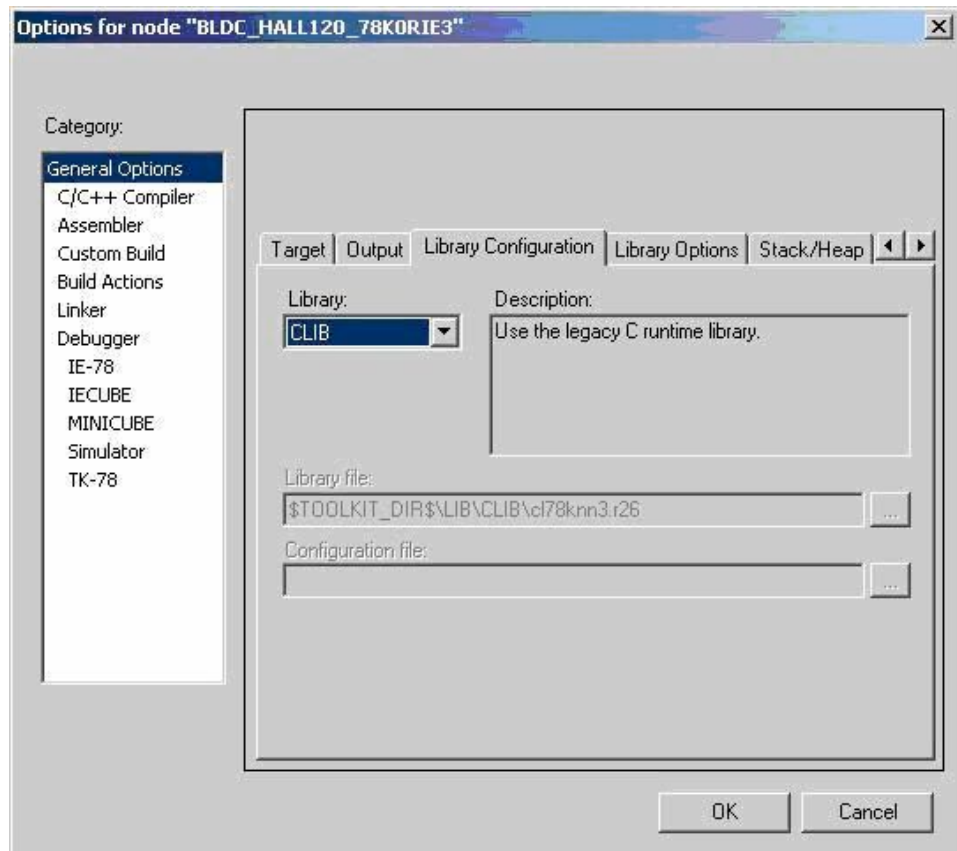 Options for node "BLDC_HALL120_78K0RIE3"
Category:
General Options
C/C++ Compiler
Assembler
Custom Build
Build Actions
Linker
Debugger
IE-78
IECUBE
MINICUBE
Simulator
TK-78
Target Output Library Configuration Library Options Stack/Heap
Library:
CLIB
Description:
Use the legacy C runtime library.
Library file:
$TOOLKIT_DIR$\LIB\CLIB\cl78knn3.r26
...
Configuration file:
...
OK Cancel